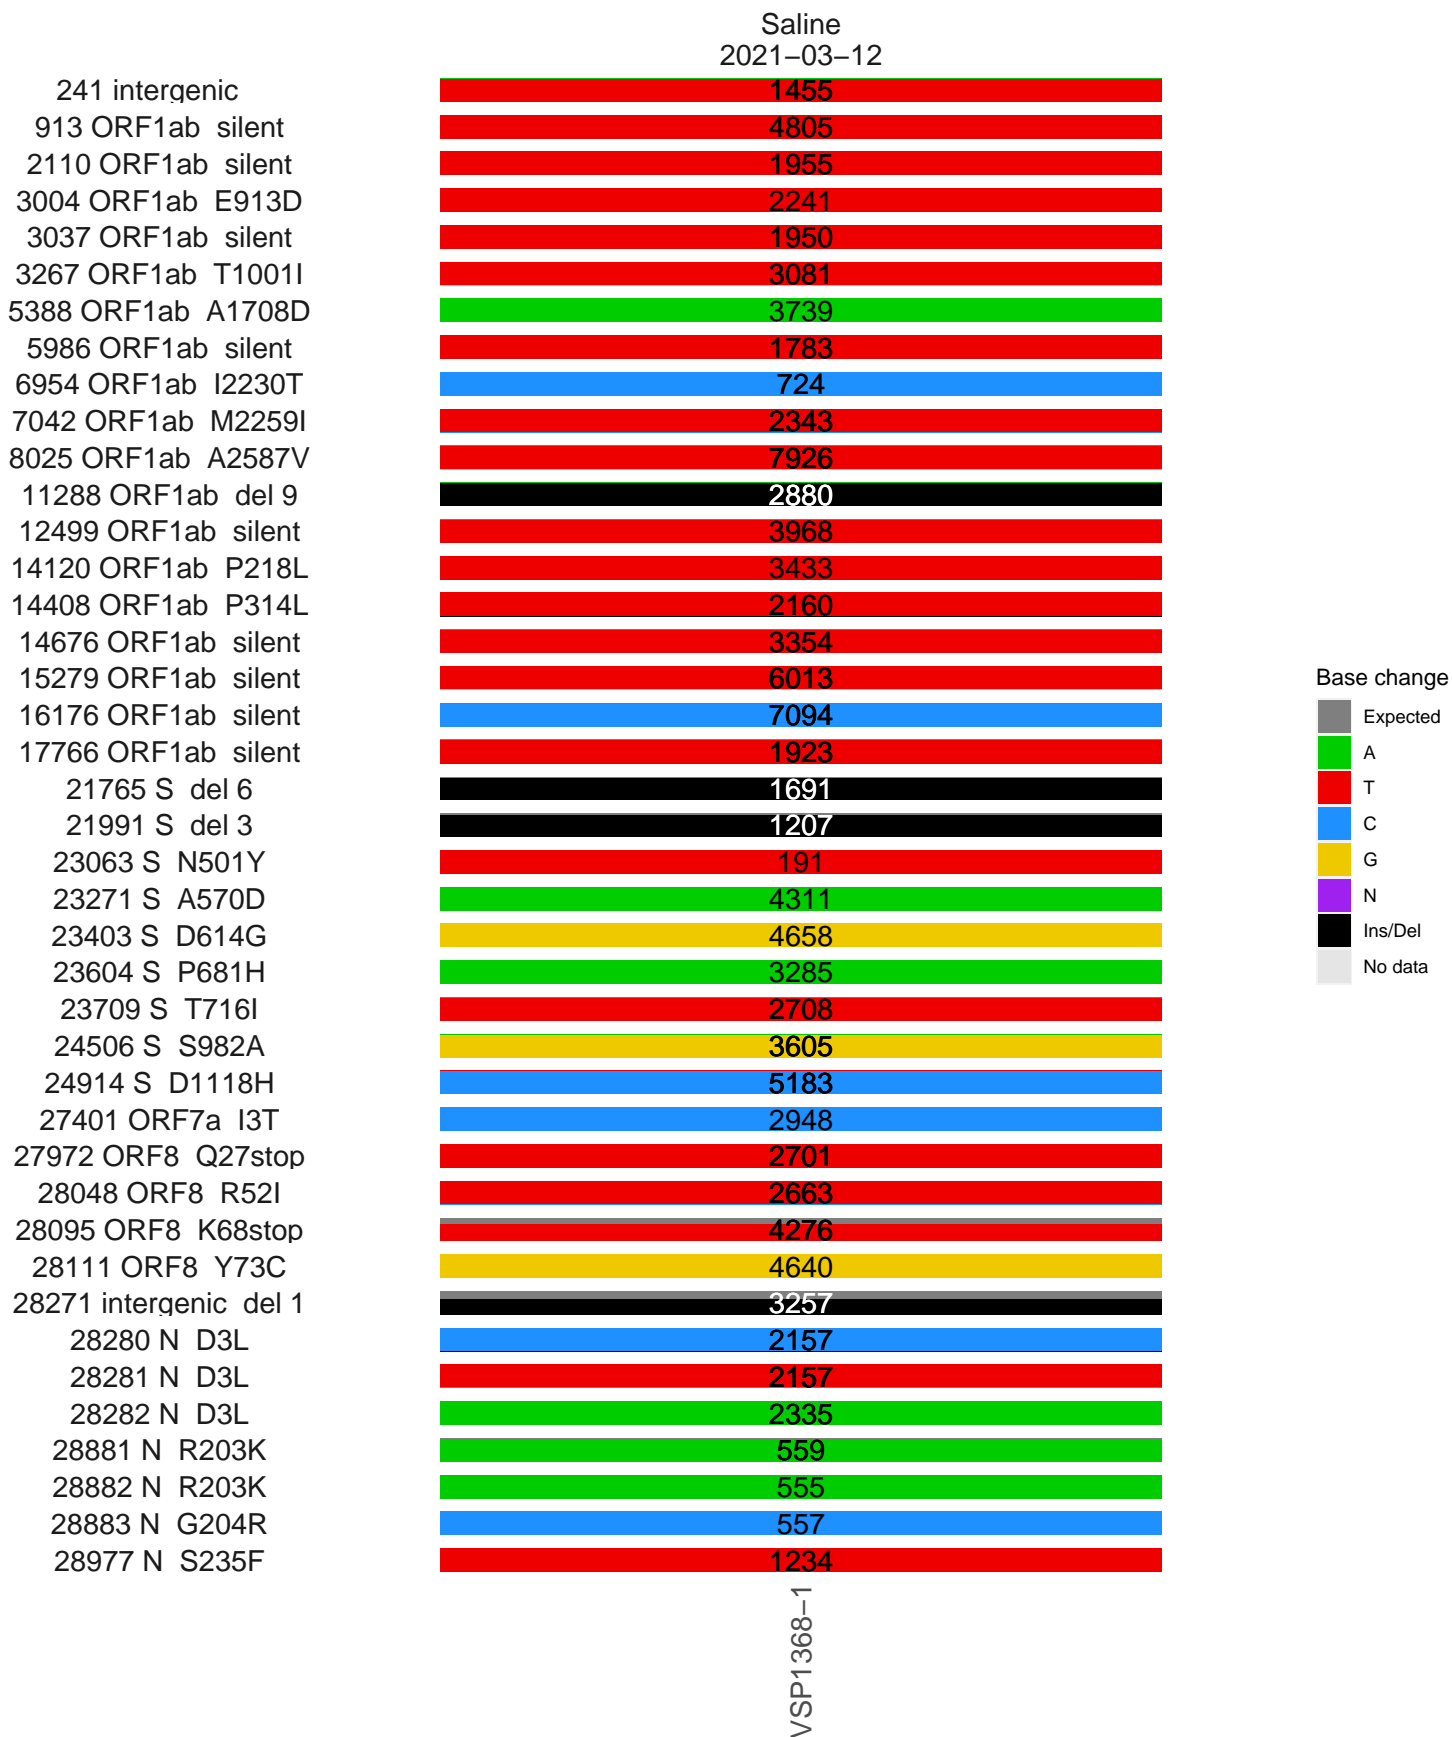 Saline
2021−03−12
241 intergenic 1455
913 ORF1ab silent 4805
2110 ORF1ab silent 1955
3004 ORF1ab E913D 2241
3037 ORF1ab silent 1950
3267 ORF1ab T1001I 3081
5388 ORF1ab A1708D 3739
5986 ORF1ab silent 1783
6954 ORF1ab I2230T 724
7042 ORF1ab M2259I 2343
8025 ORF1ab A2587V 7926
11288 ORF1ab del 9 2880
12499 ORF1ab silent 3968
14120 ORF1ab P218L 3433
14408 ORF1ab P314L 2160
14676 ORF1ab silent 3354
15279 ORF1ab silent 6013
16176 ORF1ab silent 7094
17766 ORF1ab silent 1923
21765 S del 6 1691
21991 S del 3 1207
23063 S N501Y 191
23271 S A570D 4311
23403 S D614G 4658
23604 S P681H 3285
23709 S T716I 2708
24506 S S982A 3605
24914 S D1118H 5183
27401 ORF7a I3T 2948
27972 ORF8 Q27stop 2701
28048 ORF8 R52I 2663
28095 ORF8 K68stop 4276
28111 ORF8 Y73C 4640
28271 intergenic del 1 3257
28280 N D3L 2157
28281 N D3L 2157
28282 N D3L 2335
28881 N R203K 559
28882 N R203K 555
28883 N G204R 557
28977 N S235F 1234
VSP1368−1
Base change
Expected
A
T
C
G
N
Ins/Del
No data